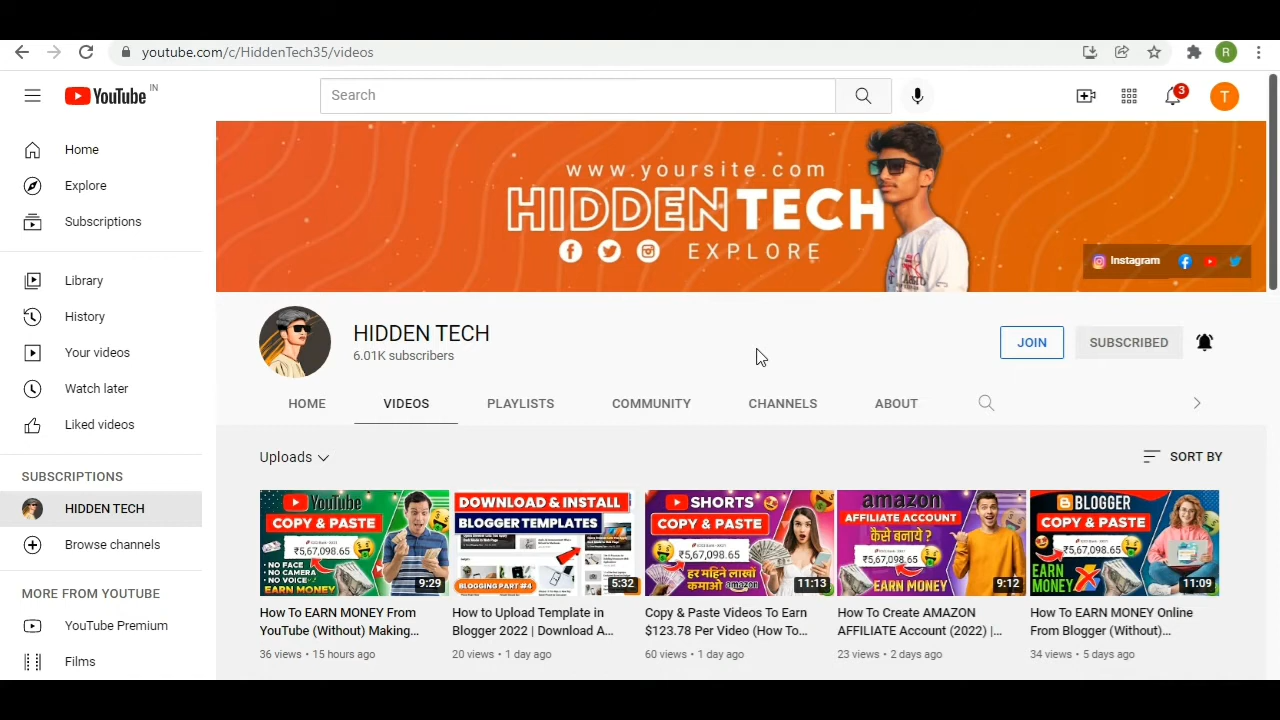 youtube.com/c/HiddenTech35/videos
R
YouTube IN
Search
3
T
Home
Explore
Subscriptions
Library
History
Your videos
Watch later
Liked videos
SUBSCRIPTIONS
HIDDEN TECH
Browse channels
MORE FROM YOUTUBE
YouTube Premium
Films
www.yoursite.com
HIDDEN TECH
EXPLORE
Instagram
HIDDEN TECH
6.01K subscribers
JOIN
SUBSCRIBED
HOME
VIDEOS
PLAYLISTS
COMMUNITY
CHANNELS
ABOUT
Uploads
SORT BY
YouTube
COPY & PASTE
₹5,67,098.65
NO FACE
NO CAMERA
NO VOICE
EARN MONEY
9:29
How To EARN MONEY From
YouTube (Without) Making...
36 views • 15 hours ago
DOWNLOAD & INSTALL
BLOGGER TEMPLATES
BLOGGING PART #4
5:32
How to Upload Template in
Blogger 2022 | Download A...
20 views • 1 day ago
SHORTS
COPY & PASTE
₹5,67,098.65
हर महिने लाखों
कमाओ amazon
11:13
Copy & Paste Videos To Earn
$123.78 Per Video (How To...
60 views • 1 day ago
amazon
AFFILIATE ACCOUNT
कैसे बनाये ?
₹5,67,098.65
EARN MONEY
9:12
How To Create AMAZON
AFFILIATE Account (2022) |...
23 views • 2 days ago
BLOGGER
COPY & PASTE
₹5,67,098.65
EARN
MONEY
11:09
How To EARN MONEY Online
From Blogger (Without)...
34 views • 5 days ago